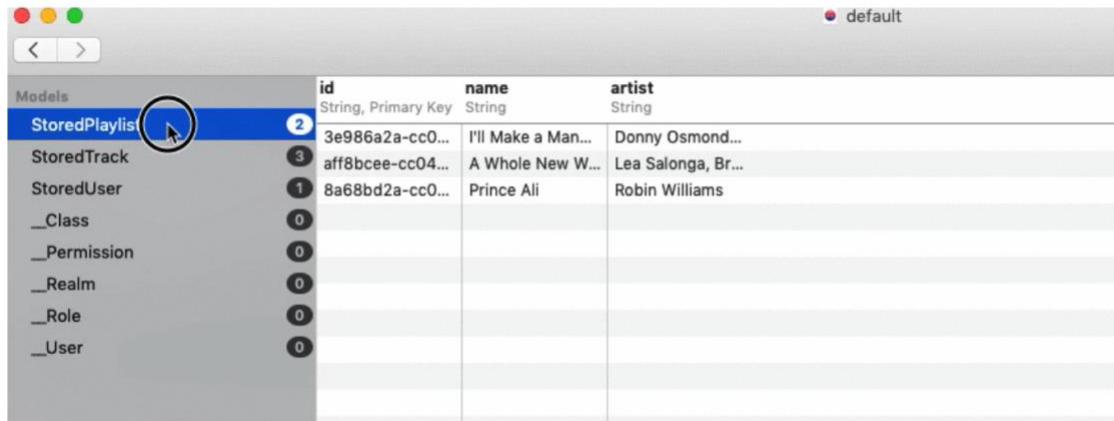 default
Models
StoredPlaylist 2
StoredTrack 3
StoredUser 1
__Class 0
__Permission 0
__Realm 0
__Role 0
__User 0
id name artist
String, Primary Key String String
3e986a2a-cc0... I'll Make a Man... Donny Osmond...
aff8bcee-cc04... A Whole New W... Lea Salonga, Br...
8a68bd2a-cc0... Prince Ali Robin Williams